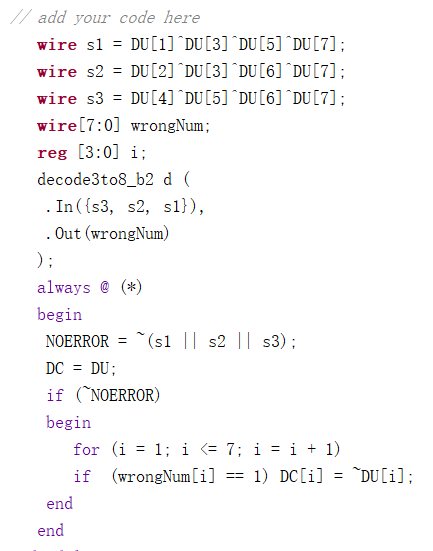 // add your code here
wire s1 = DU[1]^DU[3]^DU[5]^DU[7];
wire s2 = DU[2]^DU[3]^DU[6]^DU[7];
wire s3 = DU[4]^DU[5]^DU[6]^DU[7];
wire[7:0] wrongNum;
reg [3:0] i;
decode3to8_b2 d (
.In({s3, s2, s1}),
.Out(wrongNum)
);
always @ (*)
begin
NOERROR = ~(s1 || s2 || s3);
DC = DU;
if (~NOERROR)
begin
for (i = 1; i <= 7; i = i + 1)
if (wrongNum[i] == 1) DC[i] = ~DU[i];
end
end